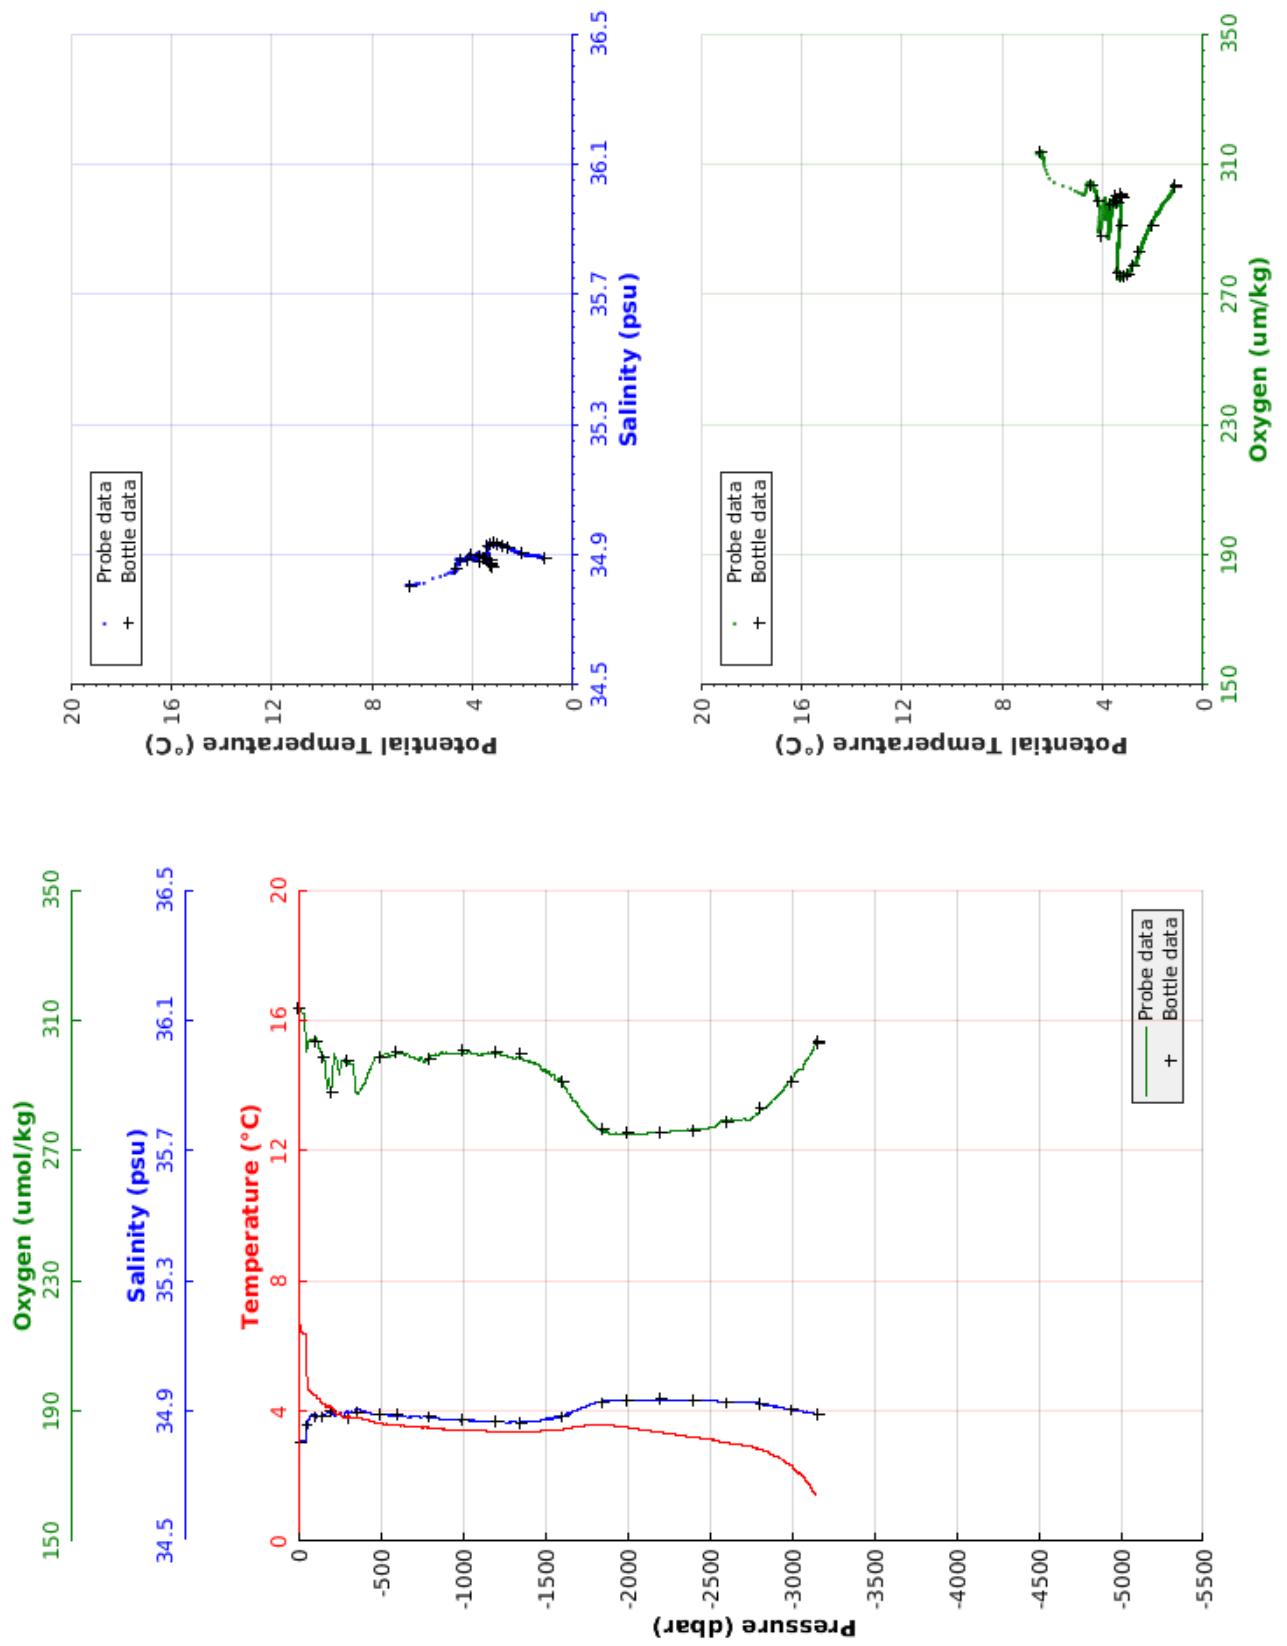 Oxygen (umol/kg)
150 190 230 270 310 350
Salinity (psu)
34.5 34.9 35.3 35.7 36.1 36.5
Temperature (°C)
0 4 8 12 16 20
Pressure (dbar)
0
-500
-1000
-1500
-2000
-2500
-3000
-3500
-4000
-4500
-5000
-5500
Probe data
Bottle data
Potential Temperature (°C)
20
16
12
8
4
0
Probe data
Bottle data
34.5 34.9 35.3 35.7 36.1 36.5
Salinity (psu)
Potential Temperature (°C)
20
16
12
8
4
0
Probe data
Bottle data
150 190 230 270 310 350
Oxygen (um/kg)